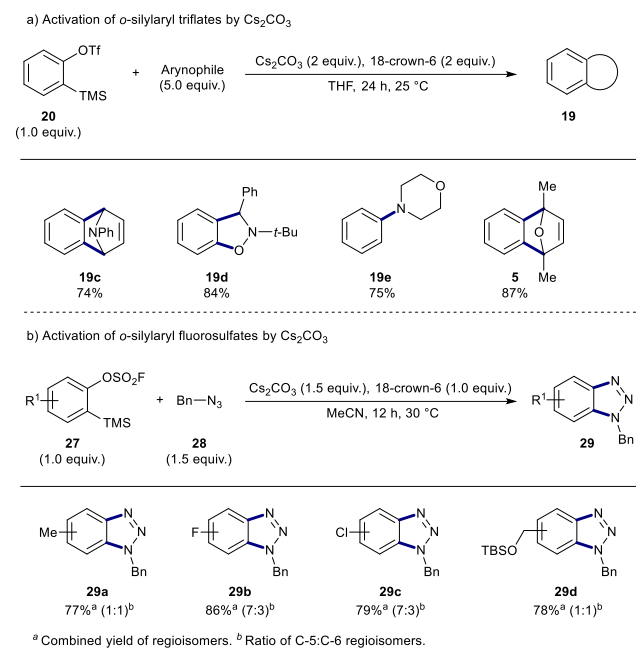 a) Activation of o-silylaryl triflates by Cs₂CO₃
OTf
TMS
20
(1.0 equiv.)
+
Arynophile
(5.0 equiv.)
Cs₂CO₃ (2 equiv.), 18-crown-6 (2 equiv.)
THF, 24 h, 25 °C
19
NPh
19c
74%
Ph
N
t-Bu
O
19d
84%
O
N
19e
75%
Me
O
Me
5
87%
b) Activation of o-silylaryl fluorosulfates by Cs₂CO₃
R¹
OSO₂F
TMS
27
(1.0 equiv.)
+
Bn—N₃
28
(1.5 equiv.)
Cs₂CO₃ (1.5 equiv.), 18-crown-6 (1.0 equiv.)
MeCN, 12 h, 30 °C
R¹
N
N
N
Bn
29
Me
N
N
N
Bn
29a
77%ᵃ (1:1)ᵇ
F
N
N
N
Bn
29b
86%ᵃ (7:3)ᵇ
Cl
N
N
N
Bn
29c
79%ᵃ (7:3)ᵇ
TBSO
N
N
N
Bn
29d
78%ᵃ (1:1)ᵇ
ᵃ Combined yield of regioisomers. ᵇ Ratio of C-5:C-6 regioisomers.